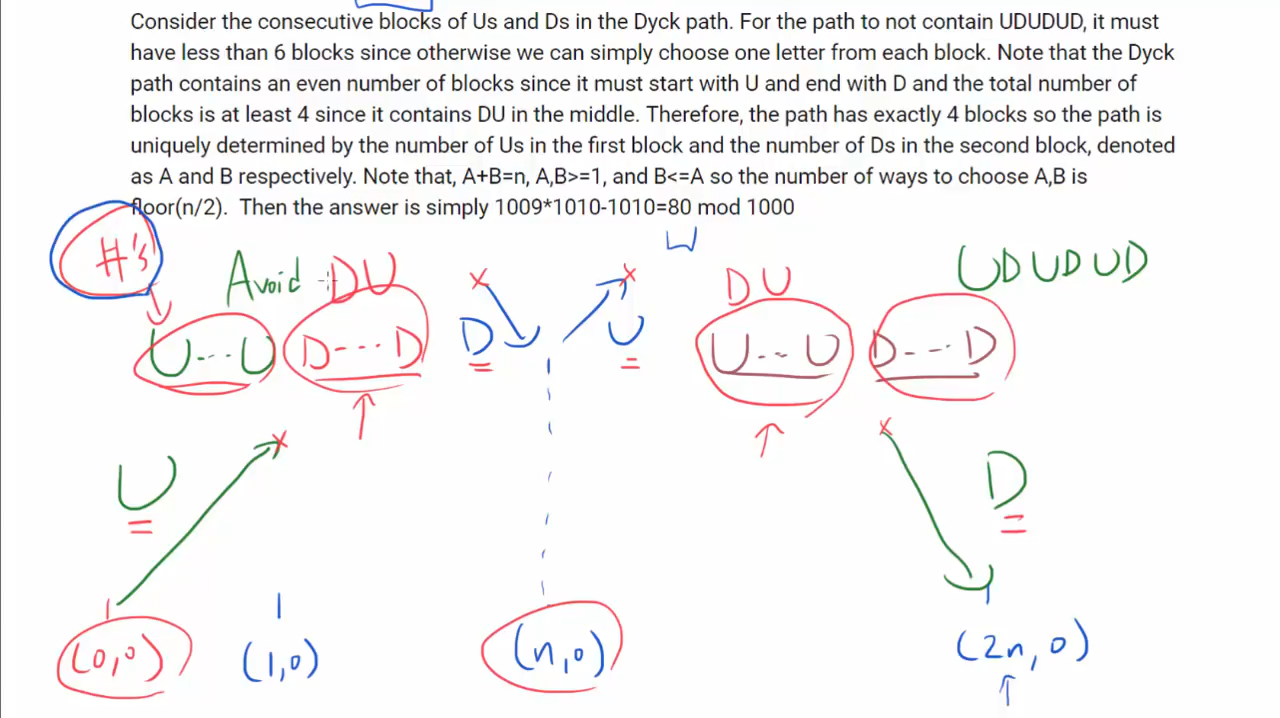 Consider the consecutive blocks of Us and Ds in the Dyck path. For the path to not contain UDUDUD, it must
have less than 6 blocks since otherwise we can simply choose one letter from each block. Note that the Dyck
path contains an even number of blocks since it must start with U and end with D and the total number of
blocks is at least 4 since it contains DU in the middle. Therefore, the path has exactly 4 blocks so the path is
uniquely determined by the number of Us in the first block and the number of Ds in the second block, denoted
as A and B respectively. Note that, A+B=n, A,B>=1, and B<=A so the number of ways to choose A,B is
floor(n/2). Then the answer is simply 1009*1010-1010=80 mod 1000
#'s Avoid DU DU UDUDUD
U---U D---D D U U---U D---D
U D
(0,0) (1,0) (n,0) (2n,0)